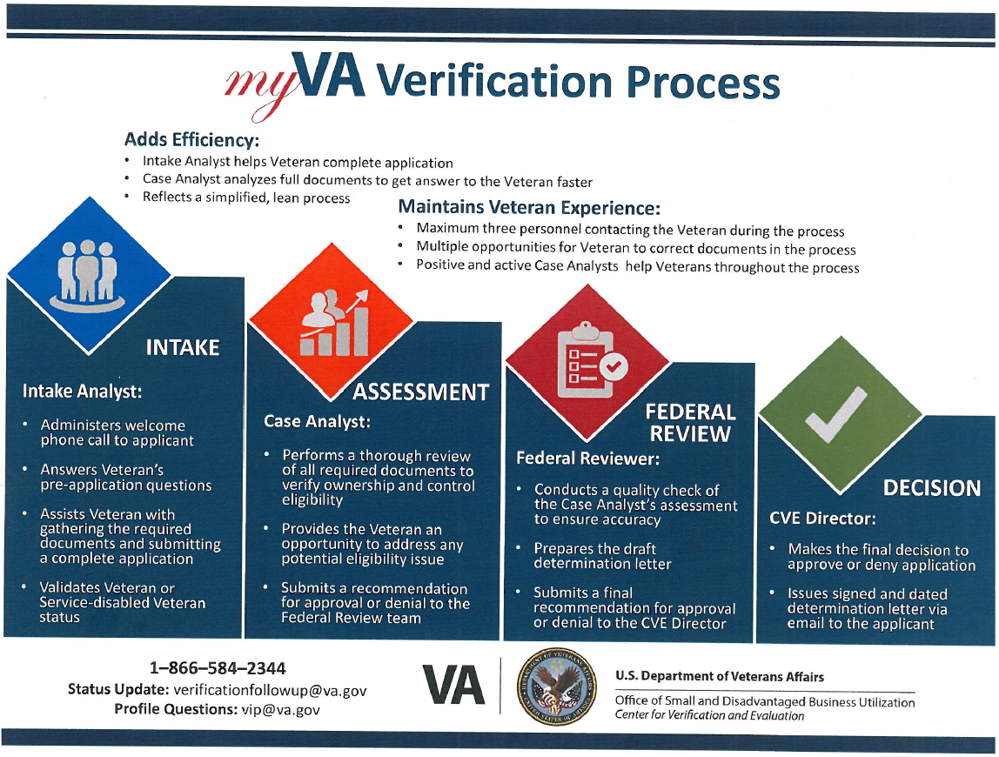 myVA Verification Process
Adds Efficiency:
• Intake Analyst helps Veteran complete application
• Case Analyst analyzes full documents to get answer to the Veteran faster
• Reflects a simplified, lean process
Maintains Veteran Experience:
• Maximum three personnel contacting the Veteran during the process
• Multiple opportunities for Veteran to correct documents in the process
• Positive and active Case Analysts help Veterans throughout the process
INTAKE
Intake Analyst:
• Administers welcome
phone call to applicant
• Answers Veteran's
pre-application questions
• Assists Veteran with
gathering the required
documents and submitting
a complete application
• Validates Veteran or
Service-disabled Veteran
status
ASSESSMENT
Case Analyst:
• Performs a thorough review
of all required documents to
verify ownership and control
eligibility
• Provides the Veteran an
opportunity to address any
potential eligibility issue
• Submits a recommendation
for approval or denial to the
Federal Review team
FEDERAL
REVIEW
Federal Reviewer:
• Conducts a quality check of
the Case Analyst's assessment
to ensure accuracy
• Prepares the draft
determination letter
• Submits a final
recommendation for approval
or denial to the CVE Director
DECISION
CVE Director:
• Makes the final decision to
approve or deny application
• Issues signed and dated
determination letter via
email to the applicant
1–866–584–2344
Status Update: verificationfollowup@va.gov
Profile Questions: vip@va.gov
VA
DEPARTMENT OF VETERANS AFFAIRS
UNITED STATES OF AMERICA
U.S. Department of Veterans Affairs
Office of Small and Disadvantaged Business Utilization
Center for Verification and Evaluation